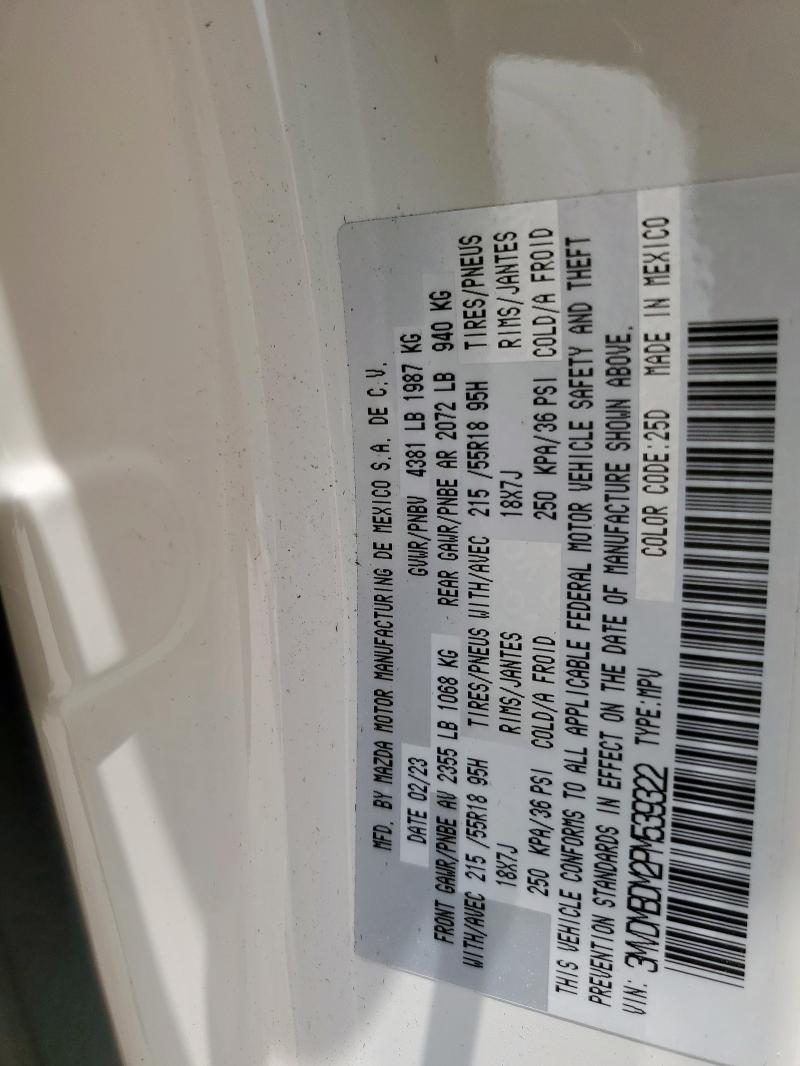 MFD. BY MAZDA MOTOR MANUFACTURING DE MEXICO S.A. DE C.V.
DATE 02/23 GVWR/PNBV 4381 LB 1987 KG
FRONT GAWR/PNBE AV 2355 LB 1068 KG REAR GAWR/PNBE AR 2072 LB 940 KG
WITH/AVEC 215 /55R18 95H TIRES/PNEUS WITH/AVEC 215 /55R18 95H TIRES/PNEUS
18X7J RIMS/JANTES 18X7J RIMS/JANTES
250 KPA/36 PSI COLD/A FROID 250 KPA/36 PSI COLD/A FROID
THIS VEHICLE CONFORMS TO ALL APPLICABLE FEDERAL MOTOR VEHICLE SAFETY AND THEFT
PREVENTION STANDARDS IN EFFECT ON THE DATE OF MANUFACTURE SHOWN ABOVE.
VIN: 3MVDMBDM2PM539322 TYPE:MPV COLOR CODE:25D MADE IN MEXICO